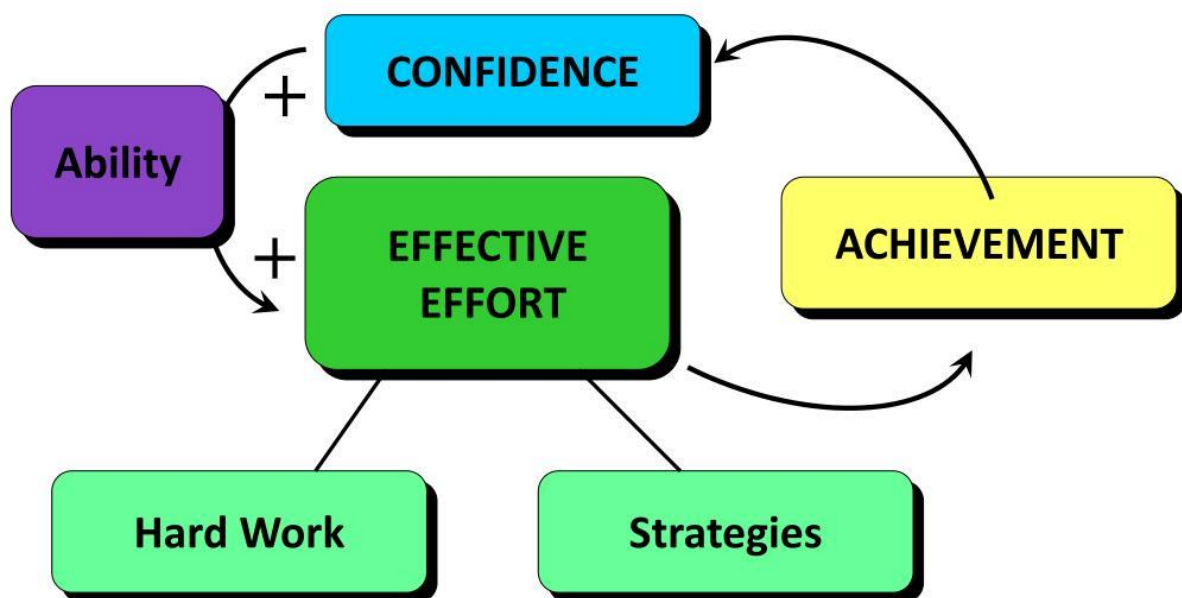 CONFIDENCE
+
Ability
+
EFFECTIVE
EFFORT
ACHIEVEMENT
Hard Work
Strategies